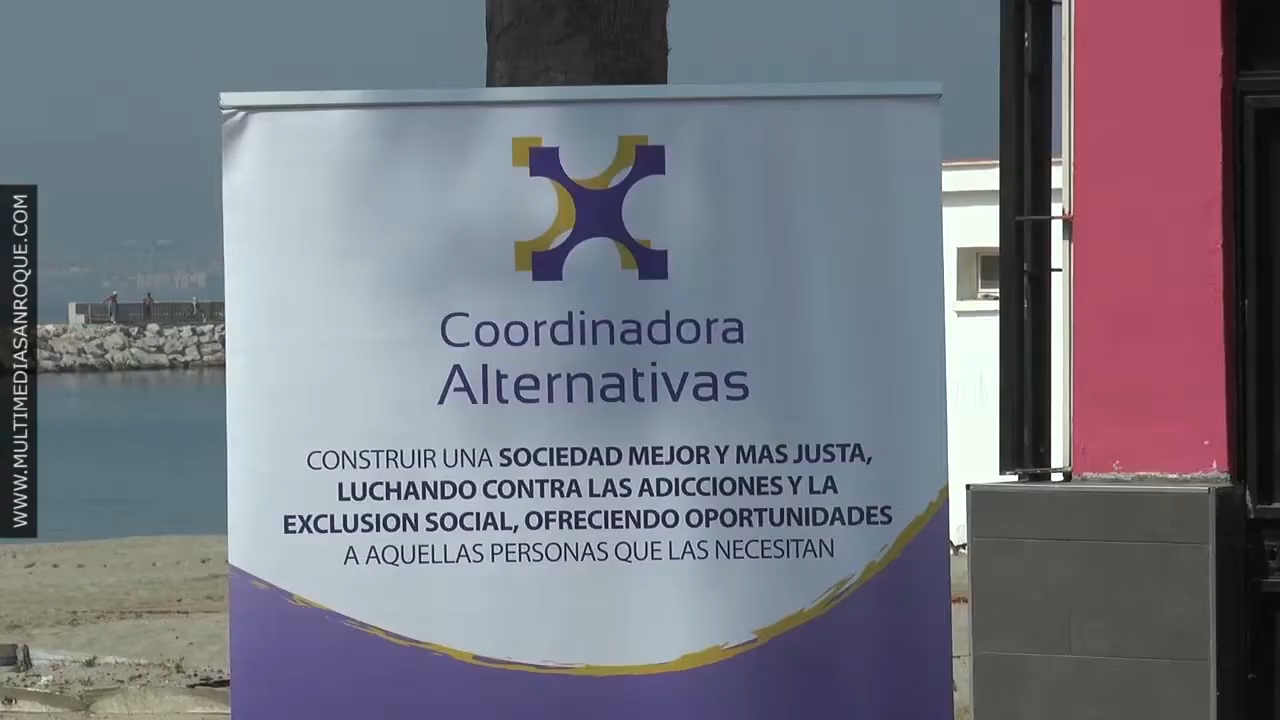 WWW.MULTIMEDIASANROQUE.COM
Coordinadora
Alternativas
CONSTRUIR UNA SOCIEDAD MEJOR Y MAS JUSTA,
LUCHANDO CONTRA LAS ADICCIONES Y LA
EXCLUSION SOCIAL, OFRECIENDO OPORTUNIDADES
A AQUELLAS PERSONAS QUE LAS NECESITAN